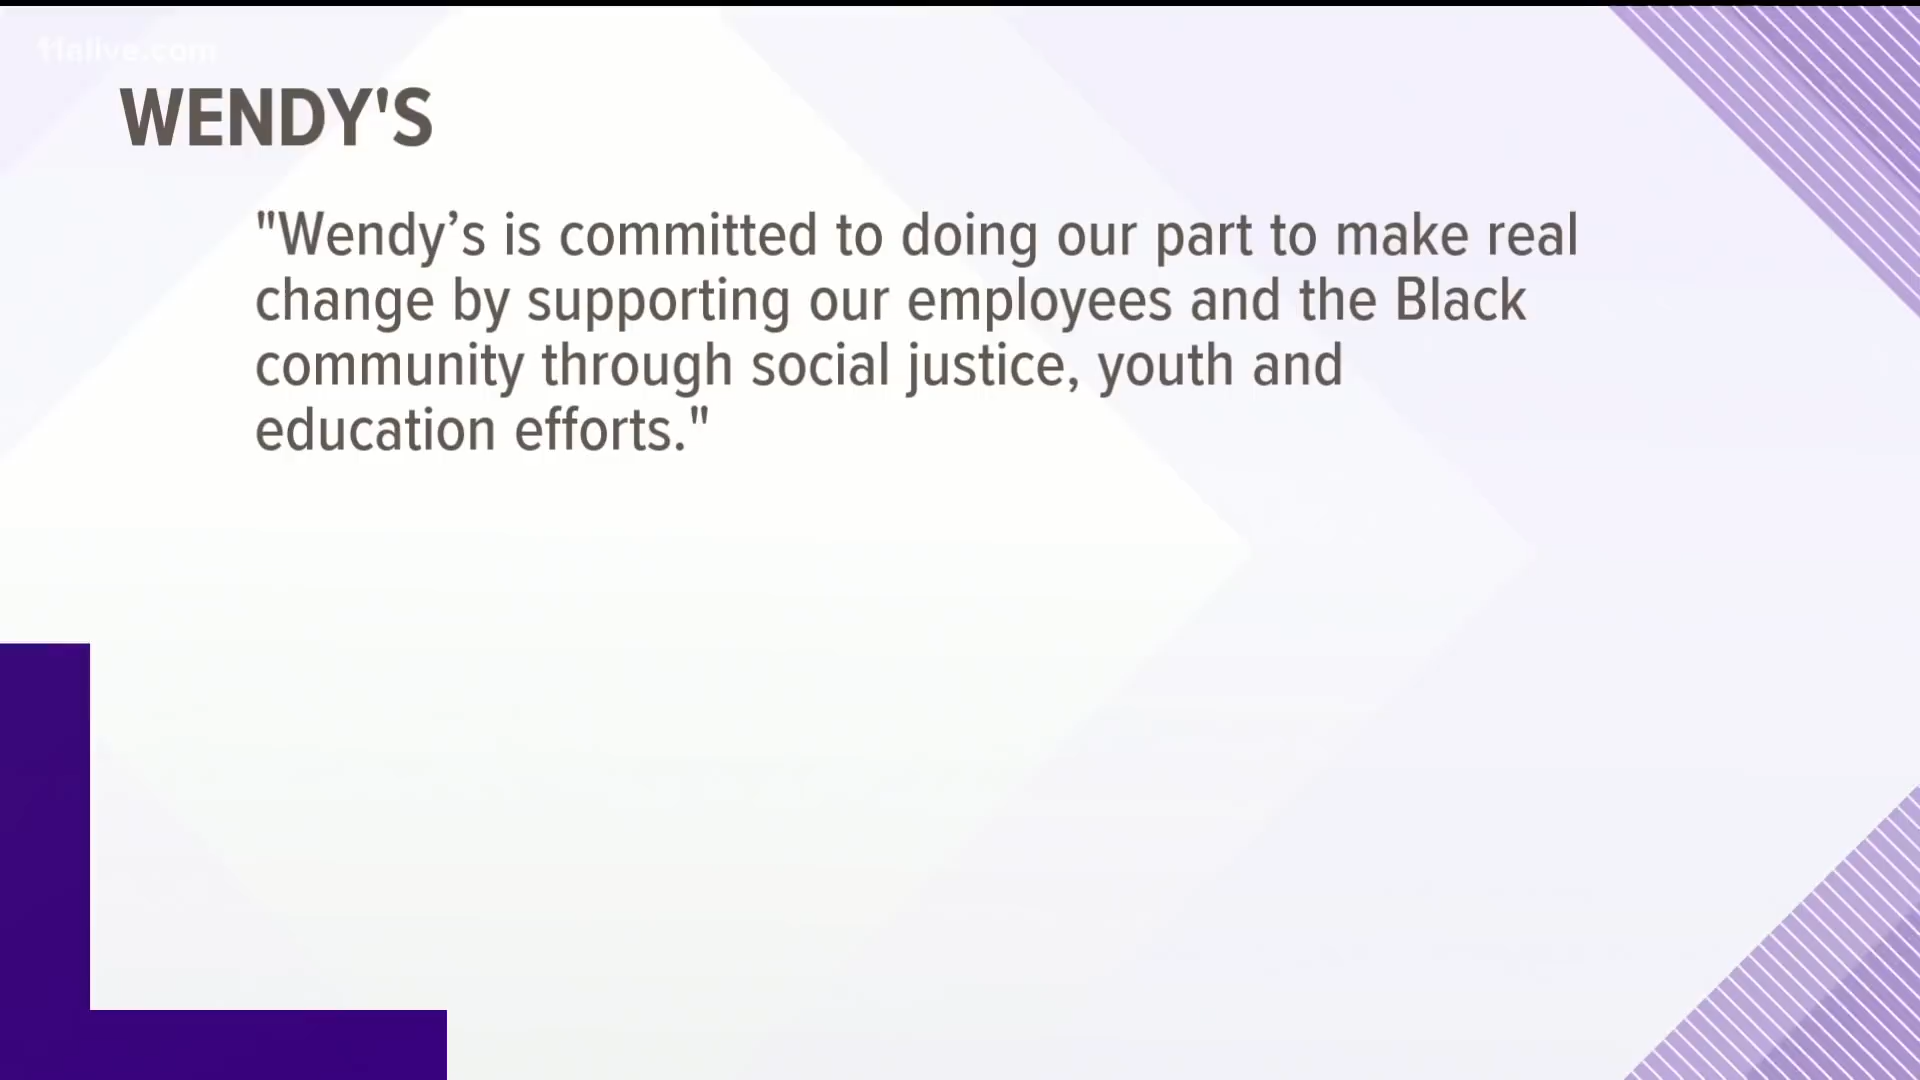 11alive.com
WENDY'S
"Wendy’s is committed to doing our part to make real
change by supporting our employees and the Black
community through social justice, youth and
education efforts."